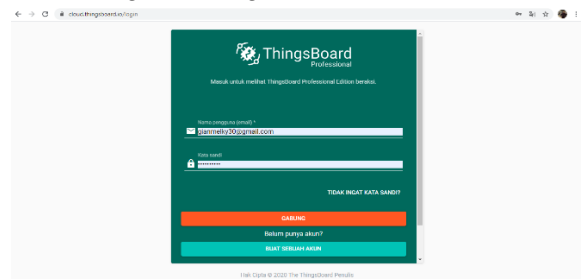 cloud.thingsboard.io/login
ThingsBoard
Professional
Masuk untuk melihat ThingsBoard Professional Edition beraksi.
Nama pengguna (email) *
gianmelky30@gmail.com
Kata sandi
••••••••••
TIDAK INGAT KATA SANDI?
GABUNG
Belum punya akun?
BUAT SEBUAH AKUN
Hak Cipta © 2020 The ThingsBoard Penulis